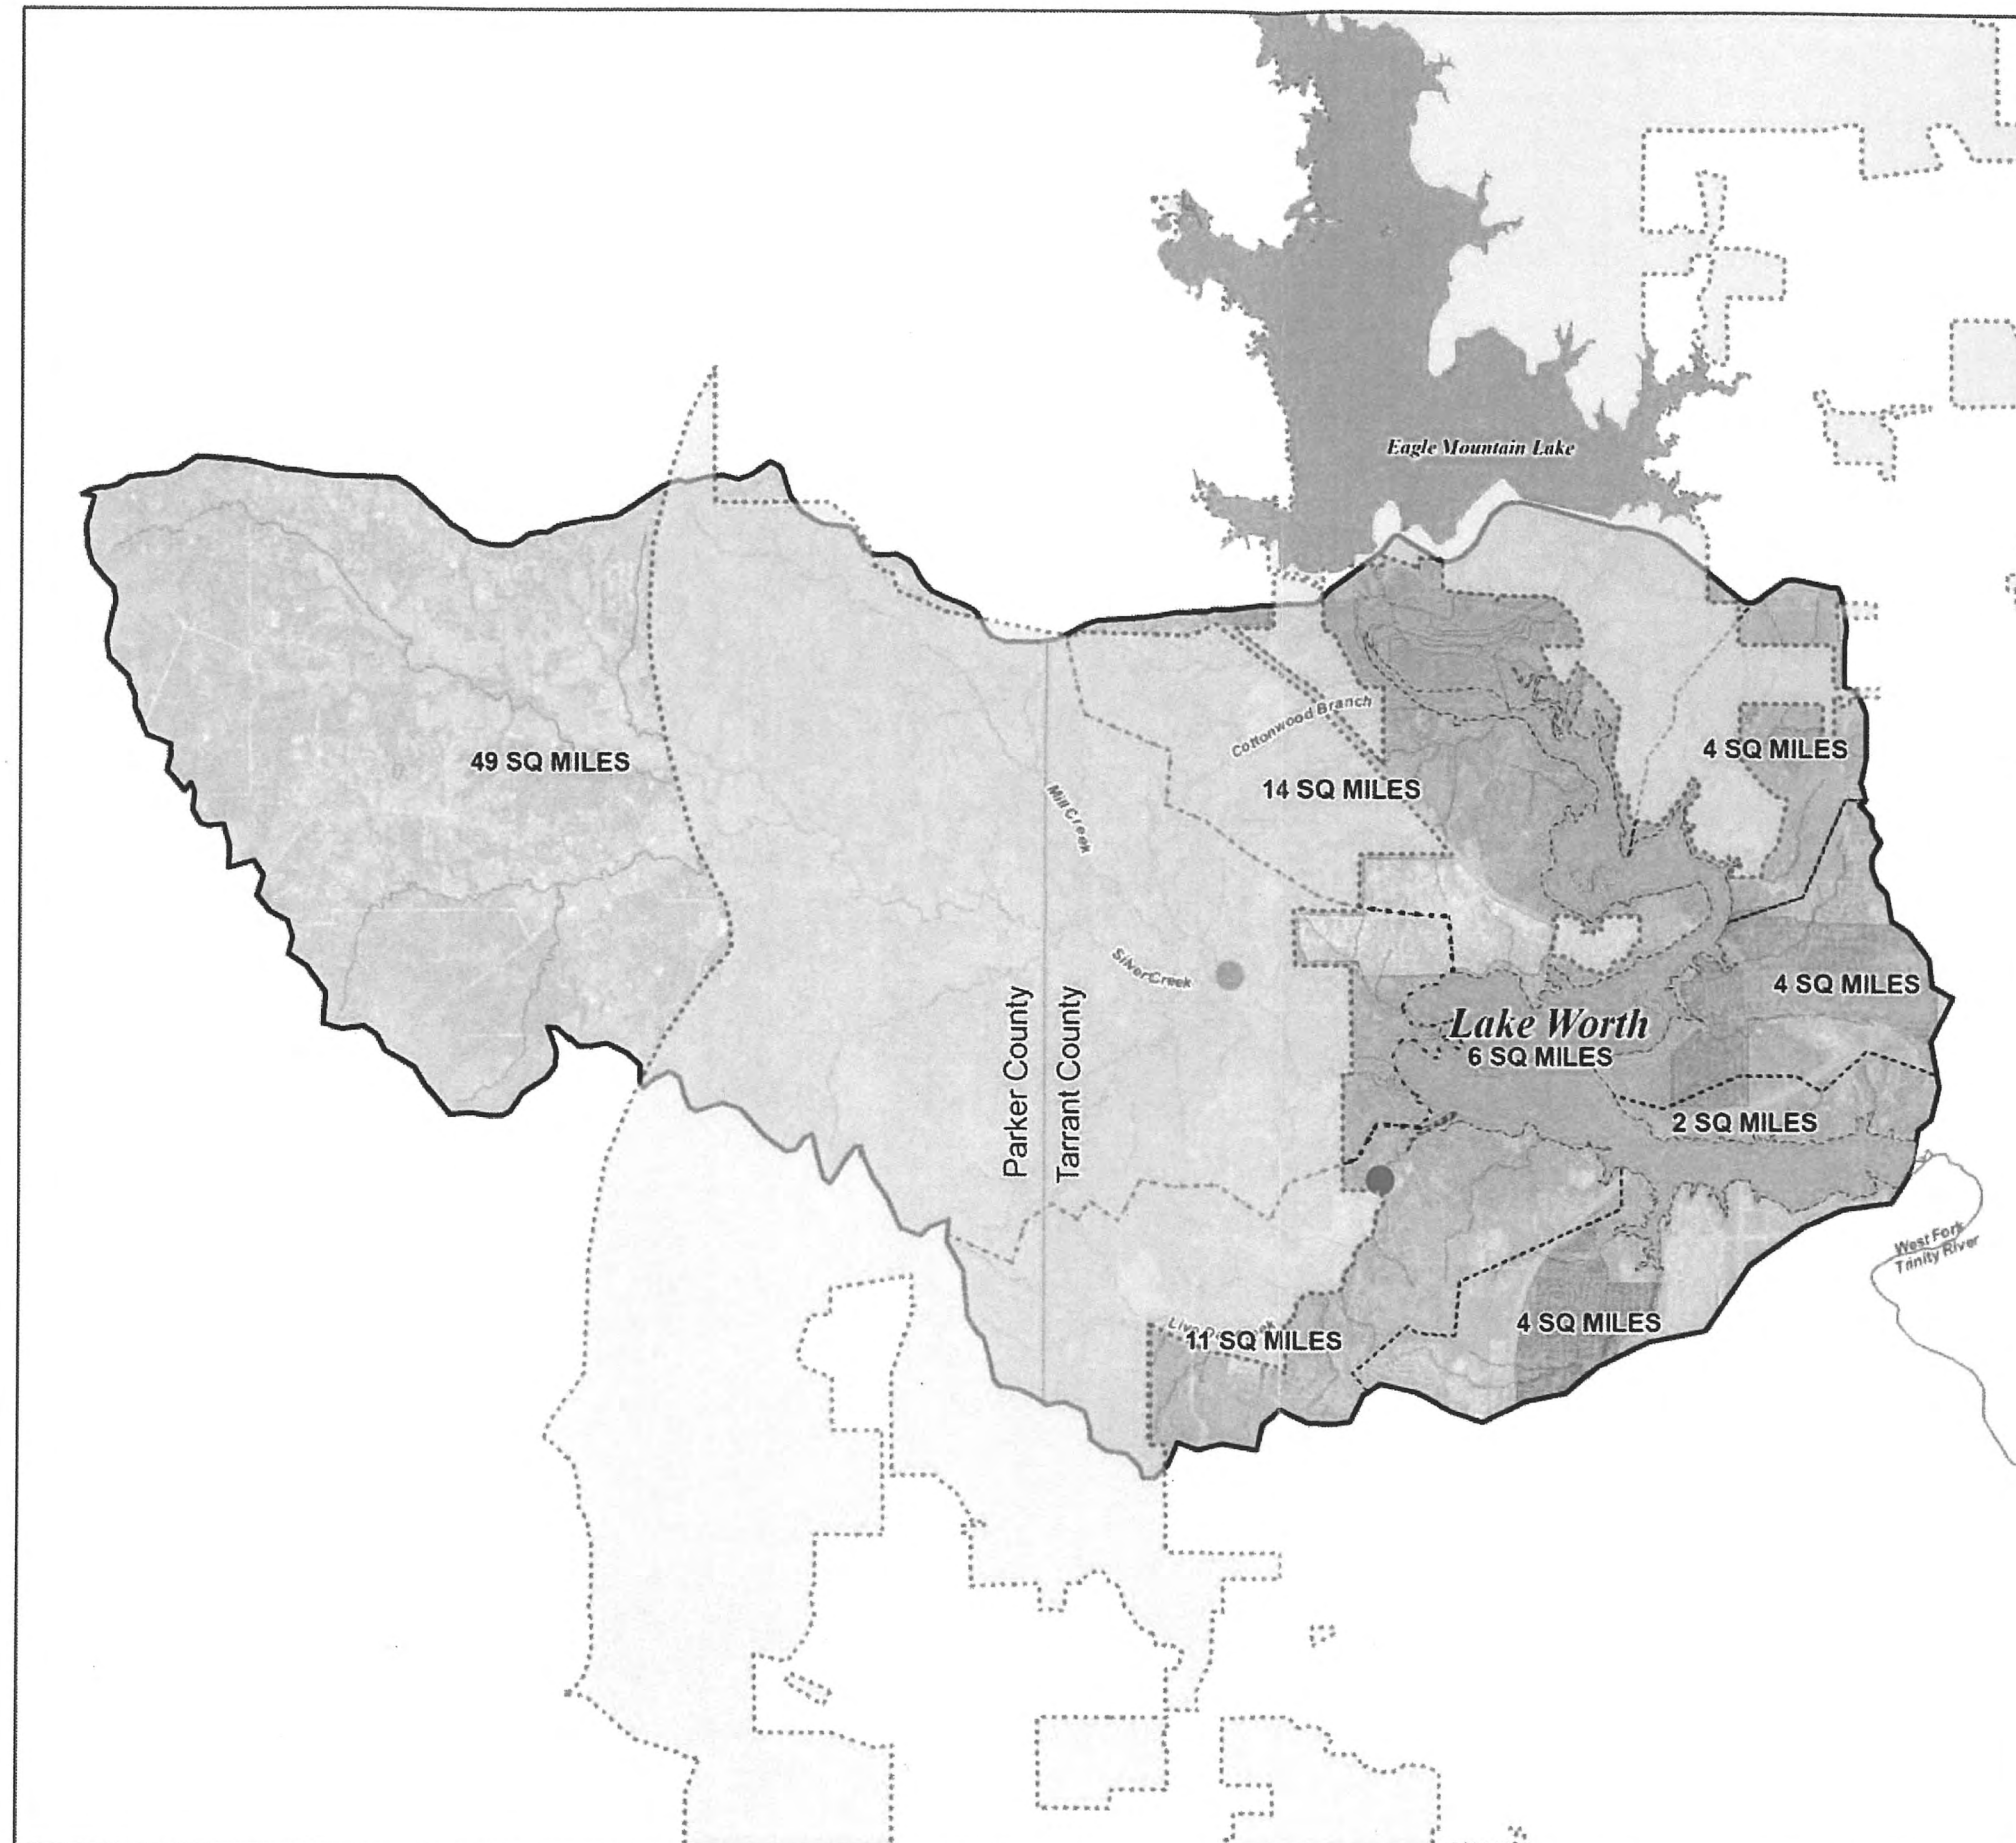 Eagle Mountain Lake
Cottonwood Branch
49 SQ MILES
4 SQ MILES
14 SQ MILES
Mill Creek
Silver Creek
4 SQ MILES
Lake Worth
6 SQ MILES
Parker County
Tarrant County
2 SQ MILES
West Fork
Trinity River
4 SQ MILES
11 SQ MILES